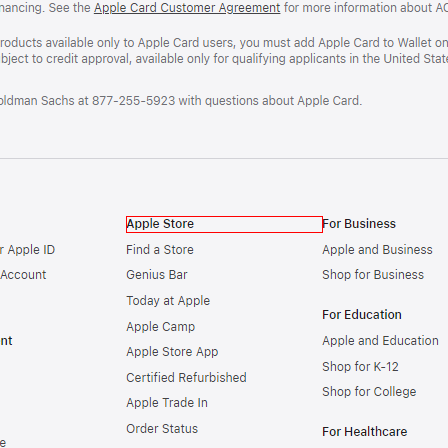 nancing. See the Apple Card Customer Agreement for more information about AC
roducts available only to Apple Card users, you must add Apple Card to Wallet on
bject to credit approval, available only for qualifying applicants in the United State
oldman Sachs at 877-255-5923 with questions about Apple Card.
Apple Store
Find a Store
Genius Bar
Today at Apple
Apple Camp
Apple Store App
Certified Refurbished
Apple Trade In
Order Status
For Business
Apple and Business
Shop for Business
For Education
Apple and Education
Shop for K-12
Shop for College
For Healthcare
r Apple ID
Account
nt
e